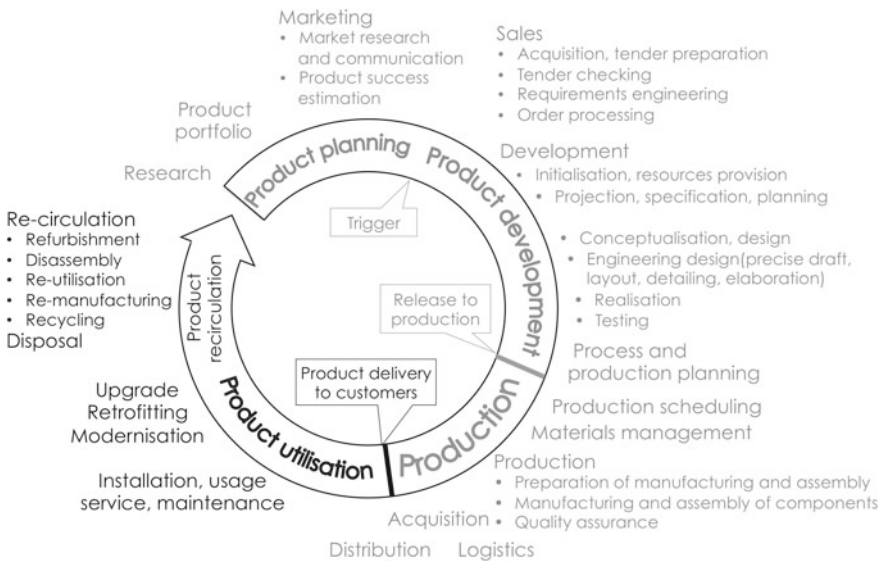 Marketing
• Market research
and communication
• Product success
estimation
Sales
• Acquisition, tender preparation
• Tender checking
• Requirements engineering
• Order processing
Product
portfolio
Research
Product planning
Product development
Development
• Initialisation, resources provision
• Projection, specification, planning
• Conceptualisation, design
• Engineering design(precise draft,
layout, detailing, elaboration)
• Realisation
• Testing
Trigger
Release to
production
Process and
production planning
Production scheduling
Materials management
Production
Production
• Preparation of manufacturing and assembly
• Manufacturing and assembly of components
• Quality assurance
Acquisition
Distribution
Logistics
Product delivery
to customers
Product utilisation
Installation, usage
service, maintenance
Upgrade
Retrofitting
Modernisation
Product
recirculation
Re-circulation
• Refurbishment
• Disassembly
• Re-utilisation
• Re-manufacturing
• Recycling
Disposal